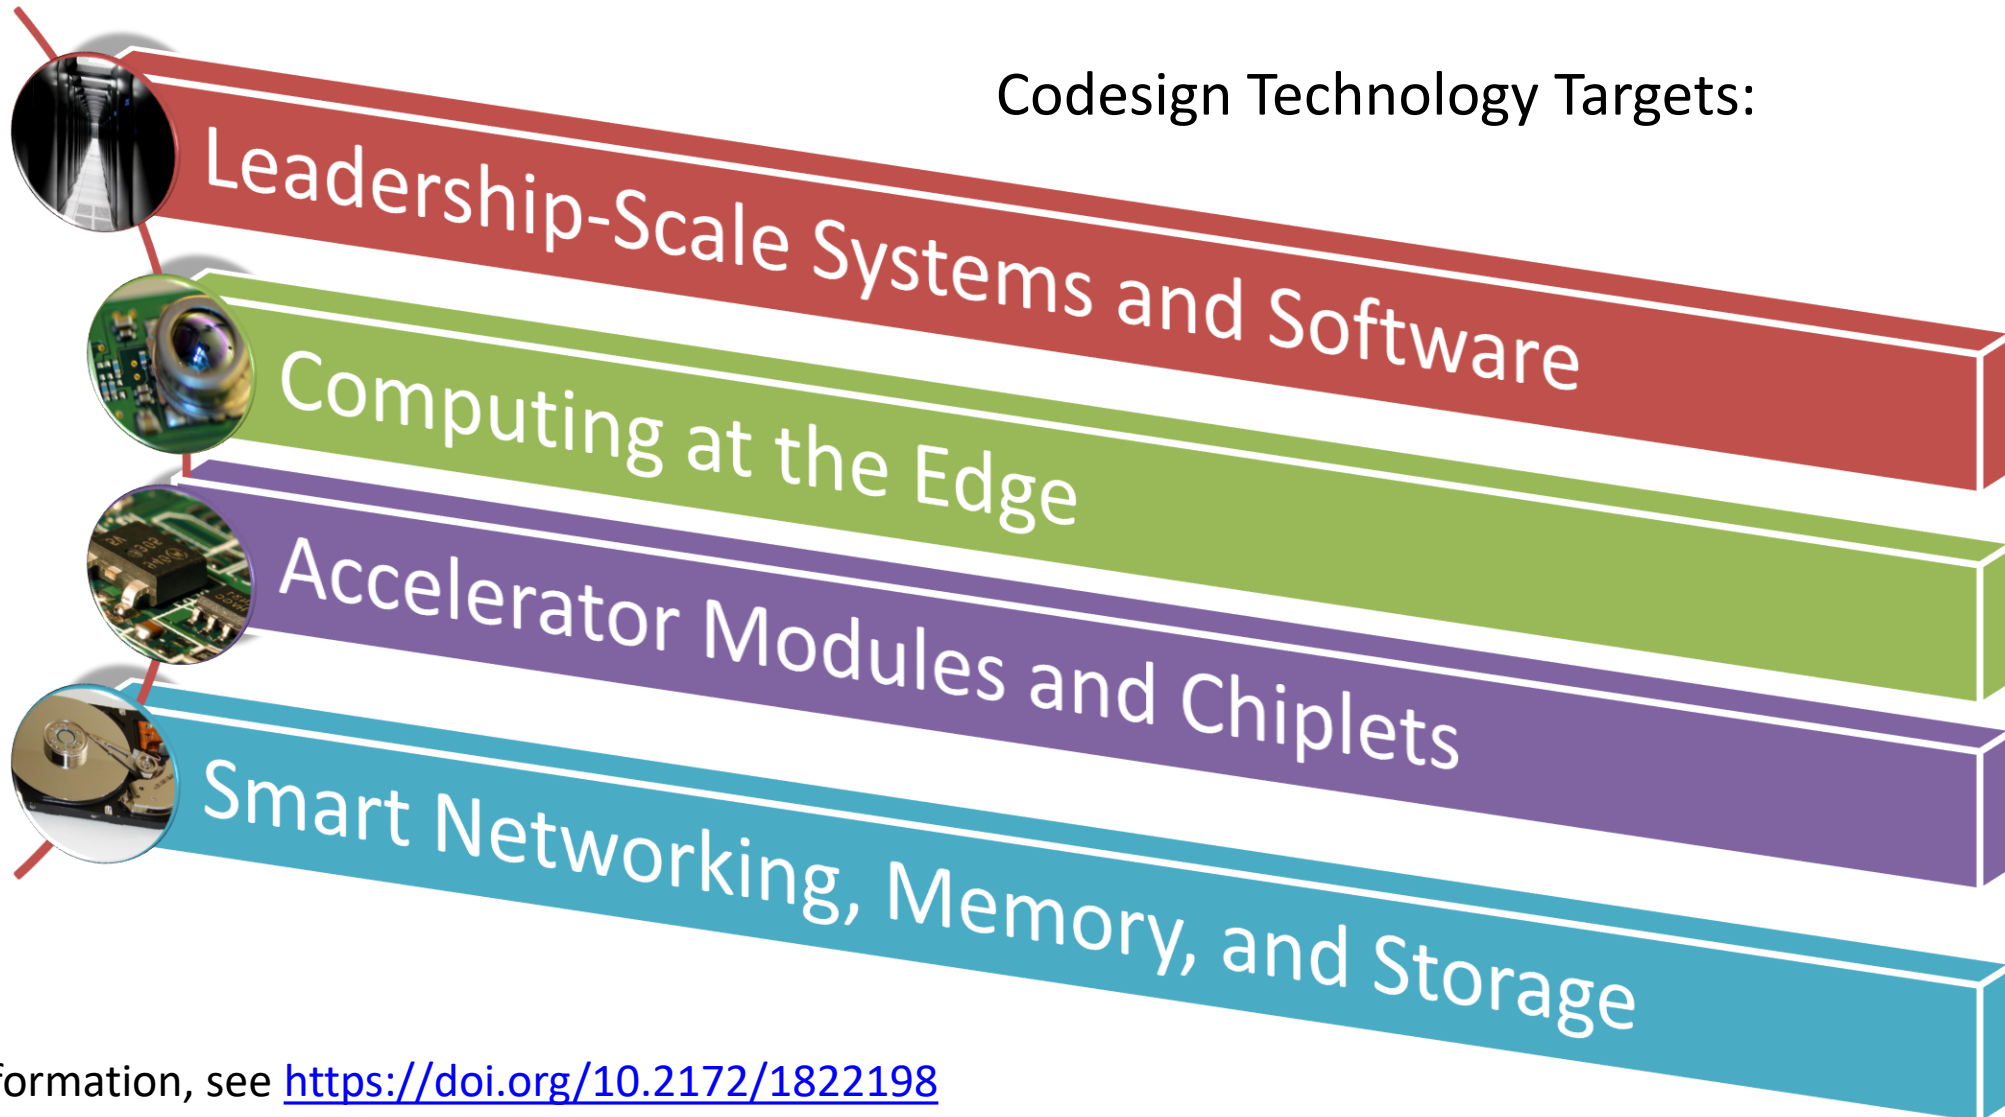 Codesign Technology Targets:
Leadership-Scale Systems and Software
Computing at the Edge
Accelerator Modules and Chiplets
Smart Networking, Memory, and Storage
formation, see https://doi.org/10.2172/1822198